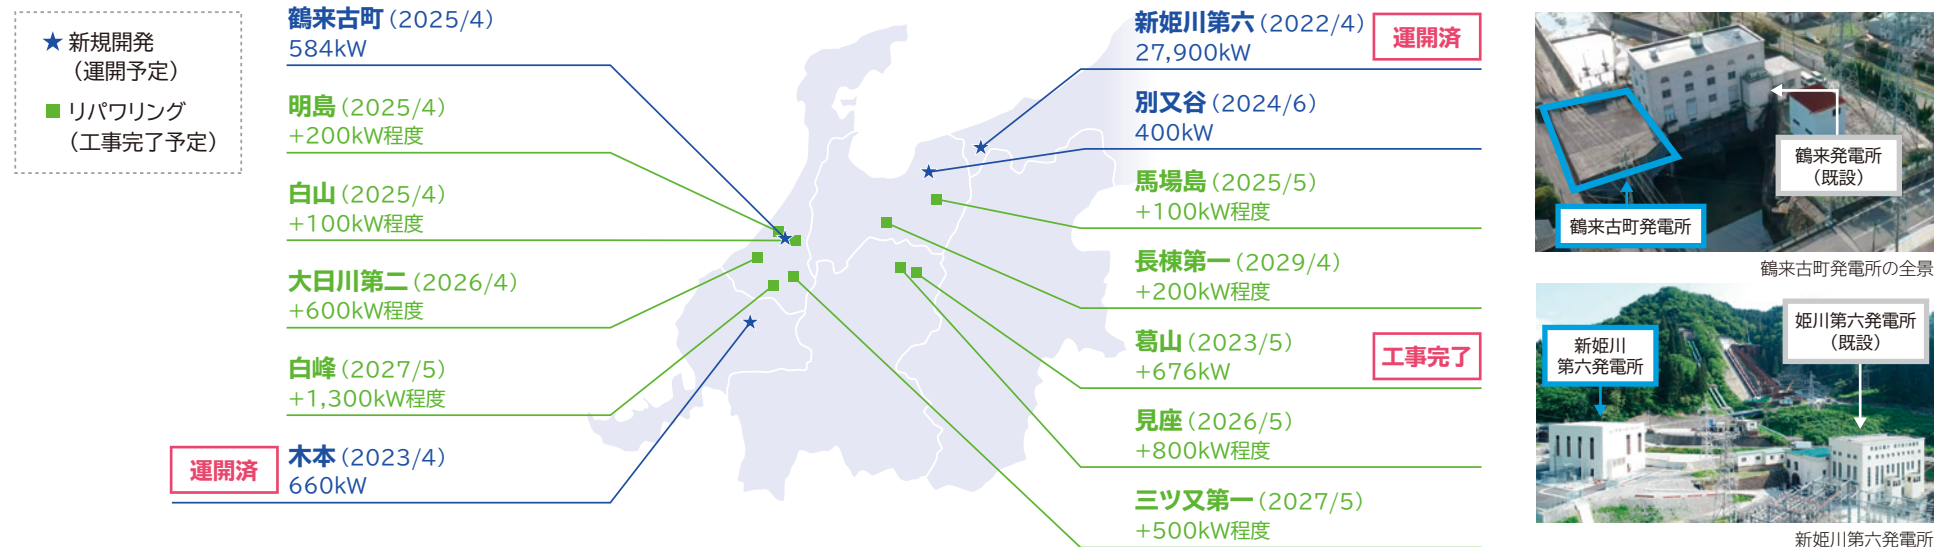 新規開発
（運開予定）
リパワリング
（工事完了予定）
鶴来古町（2025/4）
584kW
明島（2025/4）
+200kW程度
白山（2025/4）
+100kW程度
大日川第二（2026/4）
+600kW程度
白峰（2027/5）
+1,300kW程度
運開済
木本（2023/4）
660kW
新姫川第六（2022/4）
27,900kW
運開済
別又谷（2024/6）
400kW
馬場島（2025/5）
+100kW程度
長棟第一（2029/4）
+200kW程度
葛山（2023/5）
+676kW
工事完了
見座（2026/5）
+800kW程度
三ツ又第一（2027/5）
+500kW程度
鶴来発電所
（既設）
鶴来古町発電所
鶴来古町発電所の全景
姫川第六発電所
（既設）
新姫川
第六発電所
新姫川第六発電所